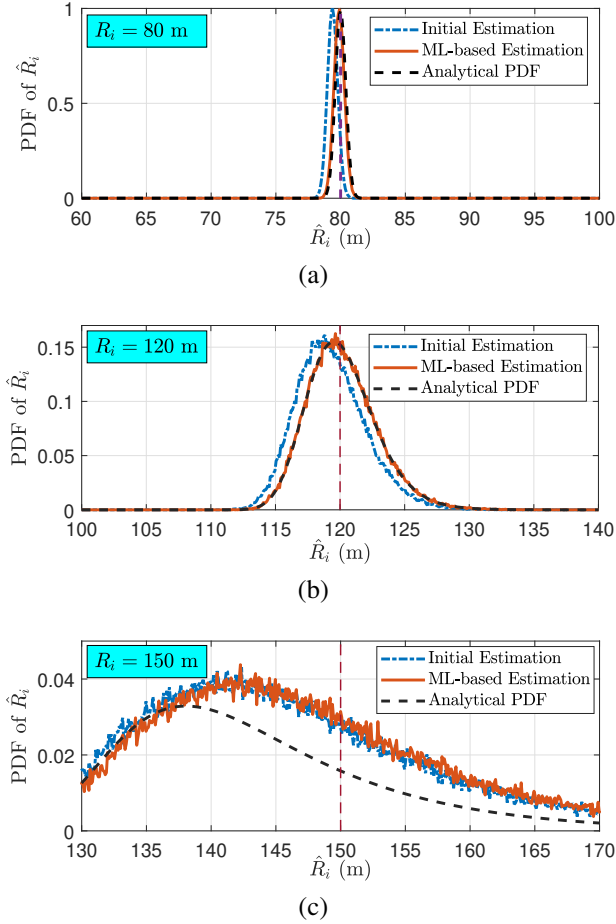 R_i = 80 m
Initial Estimation
ML-based Estimation
Analytical PDF
PDF of R̂_i
1
0.5
0
60 65 70 75 80 85 90 95 100
R̂_i (m)
(a)
R_i = 120 m
Initial Estimation
ML-based Estimation
Analytical PDF
PDF of R̂_i
0.15
0.1
0.05
0
100 105 110 115 120 125 130 135 140
R̂_i (m)
(b)
R_i = 150 m
Initial Estimation
ML-based Estimation
Analytical PDF
PDF of R̂_i
0.04
0.02
0
130 135 140 145 150 155 160 165 170
R̂_i (m)
(c)